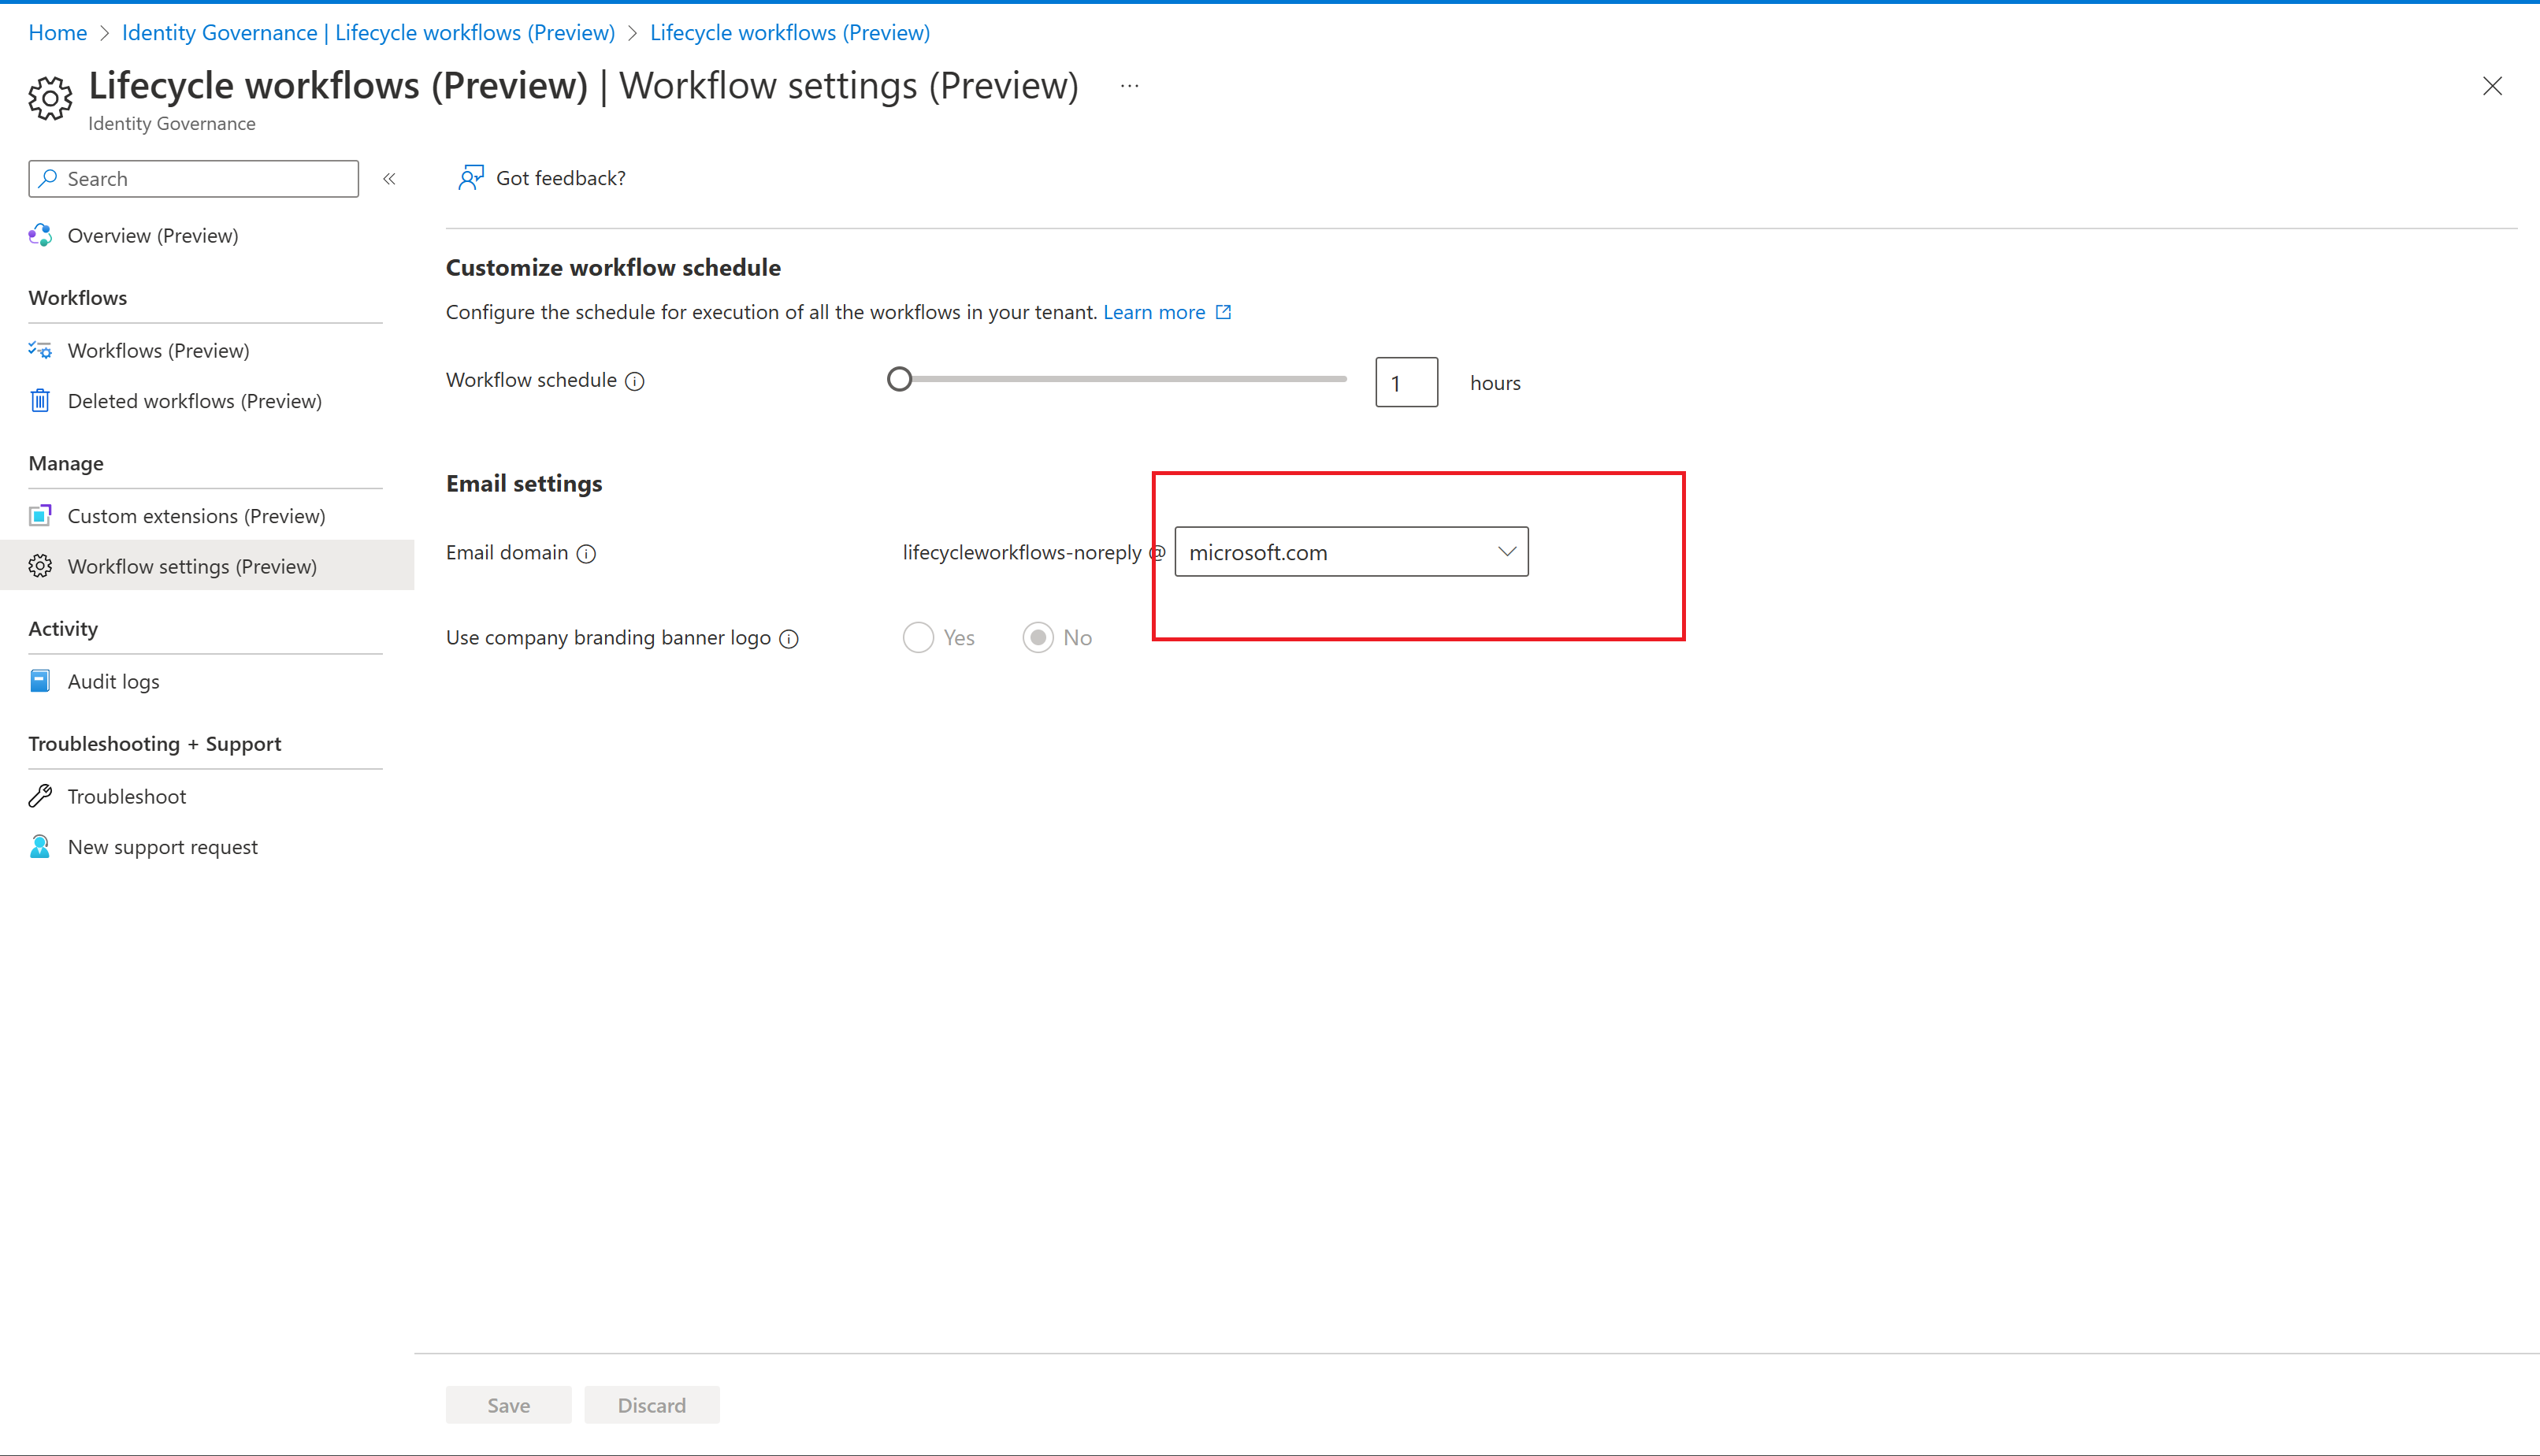 Home > Identity Governance | Lifecycle workflows (Preview) > Lifecycle workflows (Preview)
Lifecycle workflows (Preview) | Workflow settings (Preview) ...
Identity Governance
Search
Overview (Preview)
Workflows
Workflows (Preview)
Deleted workflows (Preview)
Manage
Custom extensions (Preview)
Workflow settings (Preview)
Activity
Audit logs
Troubleshooting + Support
Troubleshoot
New support request
Got feedback?
Customize workflow schedule
Configure the schedule for execution of all the workflows in your tenant. Learn more
Workflow schedule 1 hours
Email settings
Email domain lifecycleworkflows-noreply @ microsoft.com
Use company branding banner logo Yes No
Save Discard